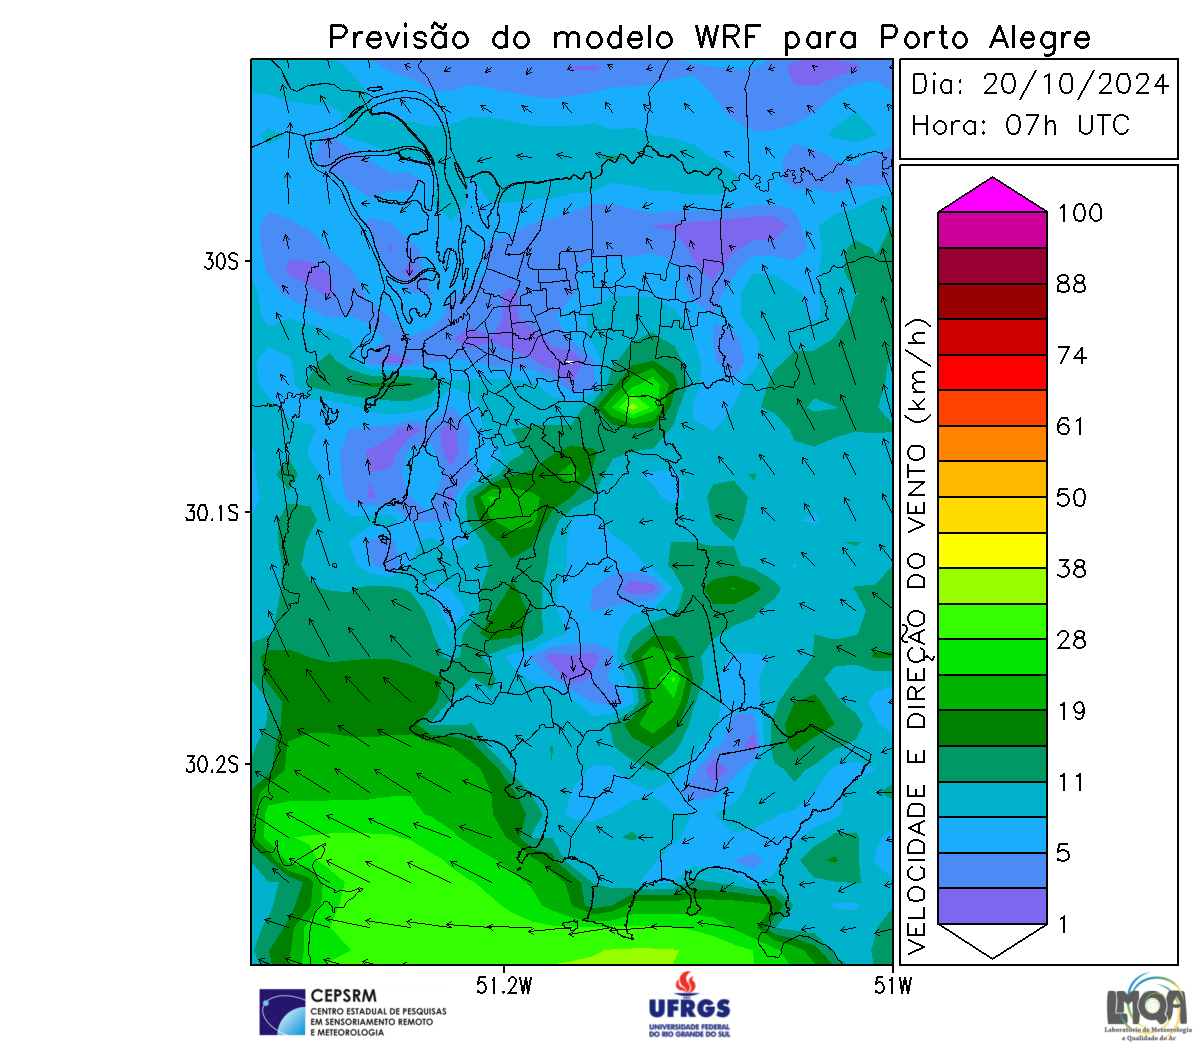 Previsão do modelo WRF para Porto Alegre
Dia: 20/10/2024
Hora: 07h UTC
30S
30.1S
30.2S
51.2W
51W
VELOCIDADE E DIREÇÃO DO VENTO (km/h)
100
88
74
61
50
38
28
19
11
5
1
CEPSRM
CENTRO ESTADUAL DE PESQUISAS
EM SENSORIAMENTO REMOTO
E METEOROLOGIA
UFRGS
UNIVERSIDADE FEDERAL
DO RIO GRANDE DO SUL
LMQA
Laboratório de Meteorologia
e Qualidade do Ar